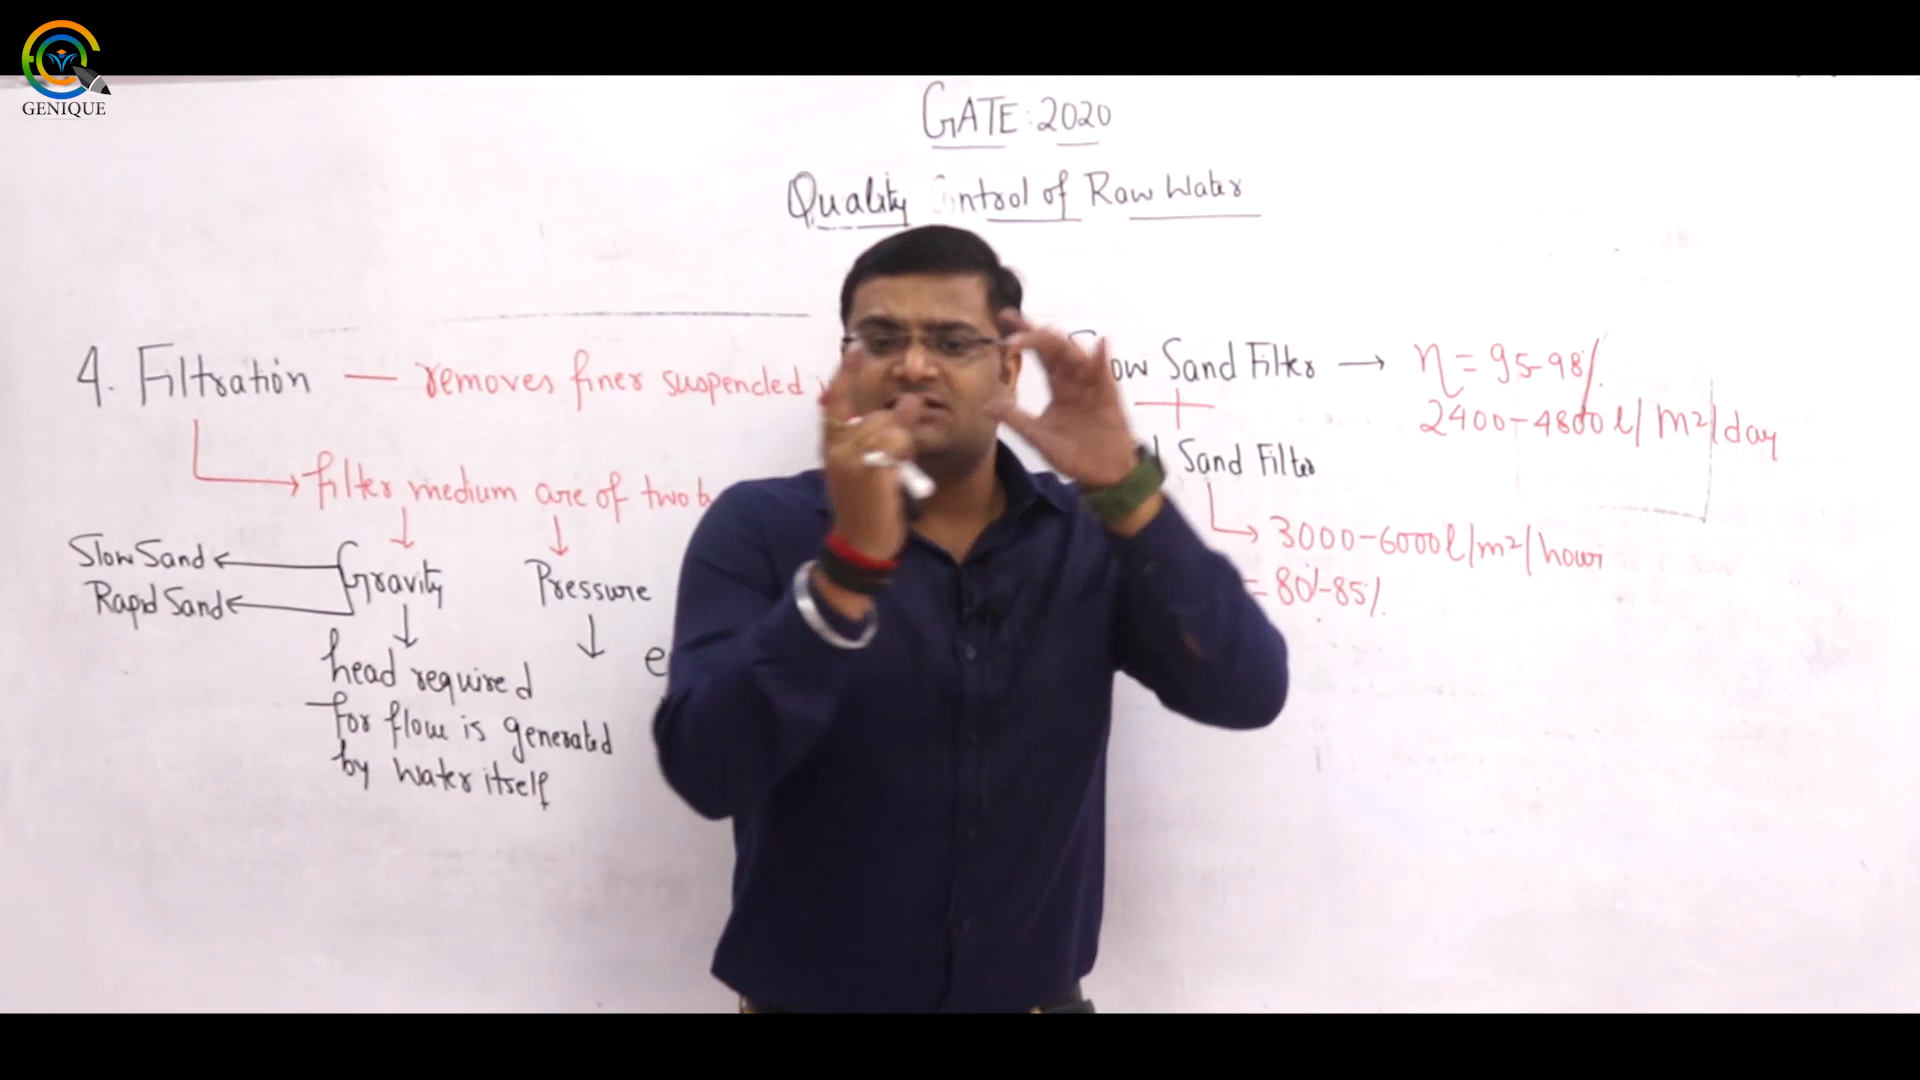 GENIQUE
GATE: 2020
Quality Control of Raw Water
4. Filtration — removes finer suspended
filter medium are of two
Slow Sand
Rapid Sand
Gravity
Pressure
head required
for flow is generated
by water itself
Slow Sand Filter → η = 95-98%
2400-4800 l/m²/day
Sand Filter
3000-6000 l/m²/hour
= 80%-85%